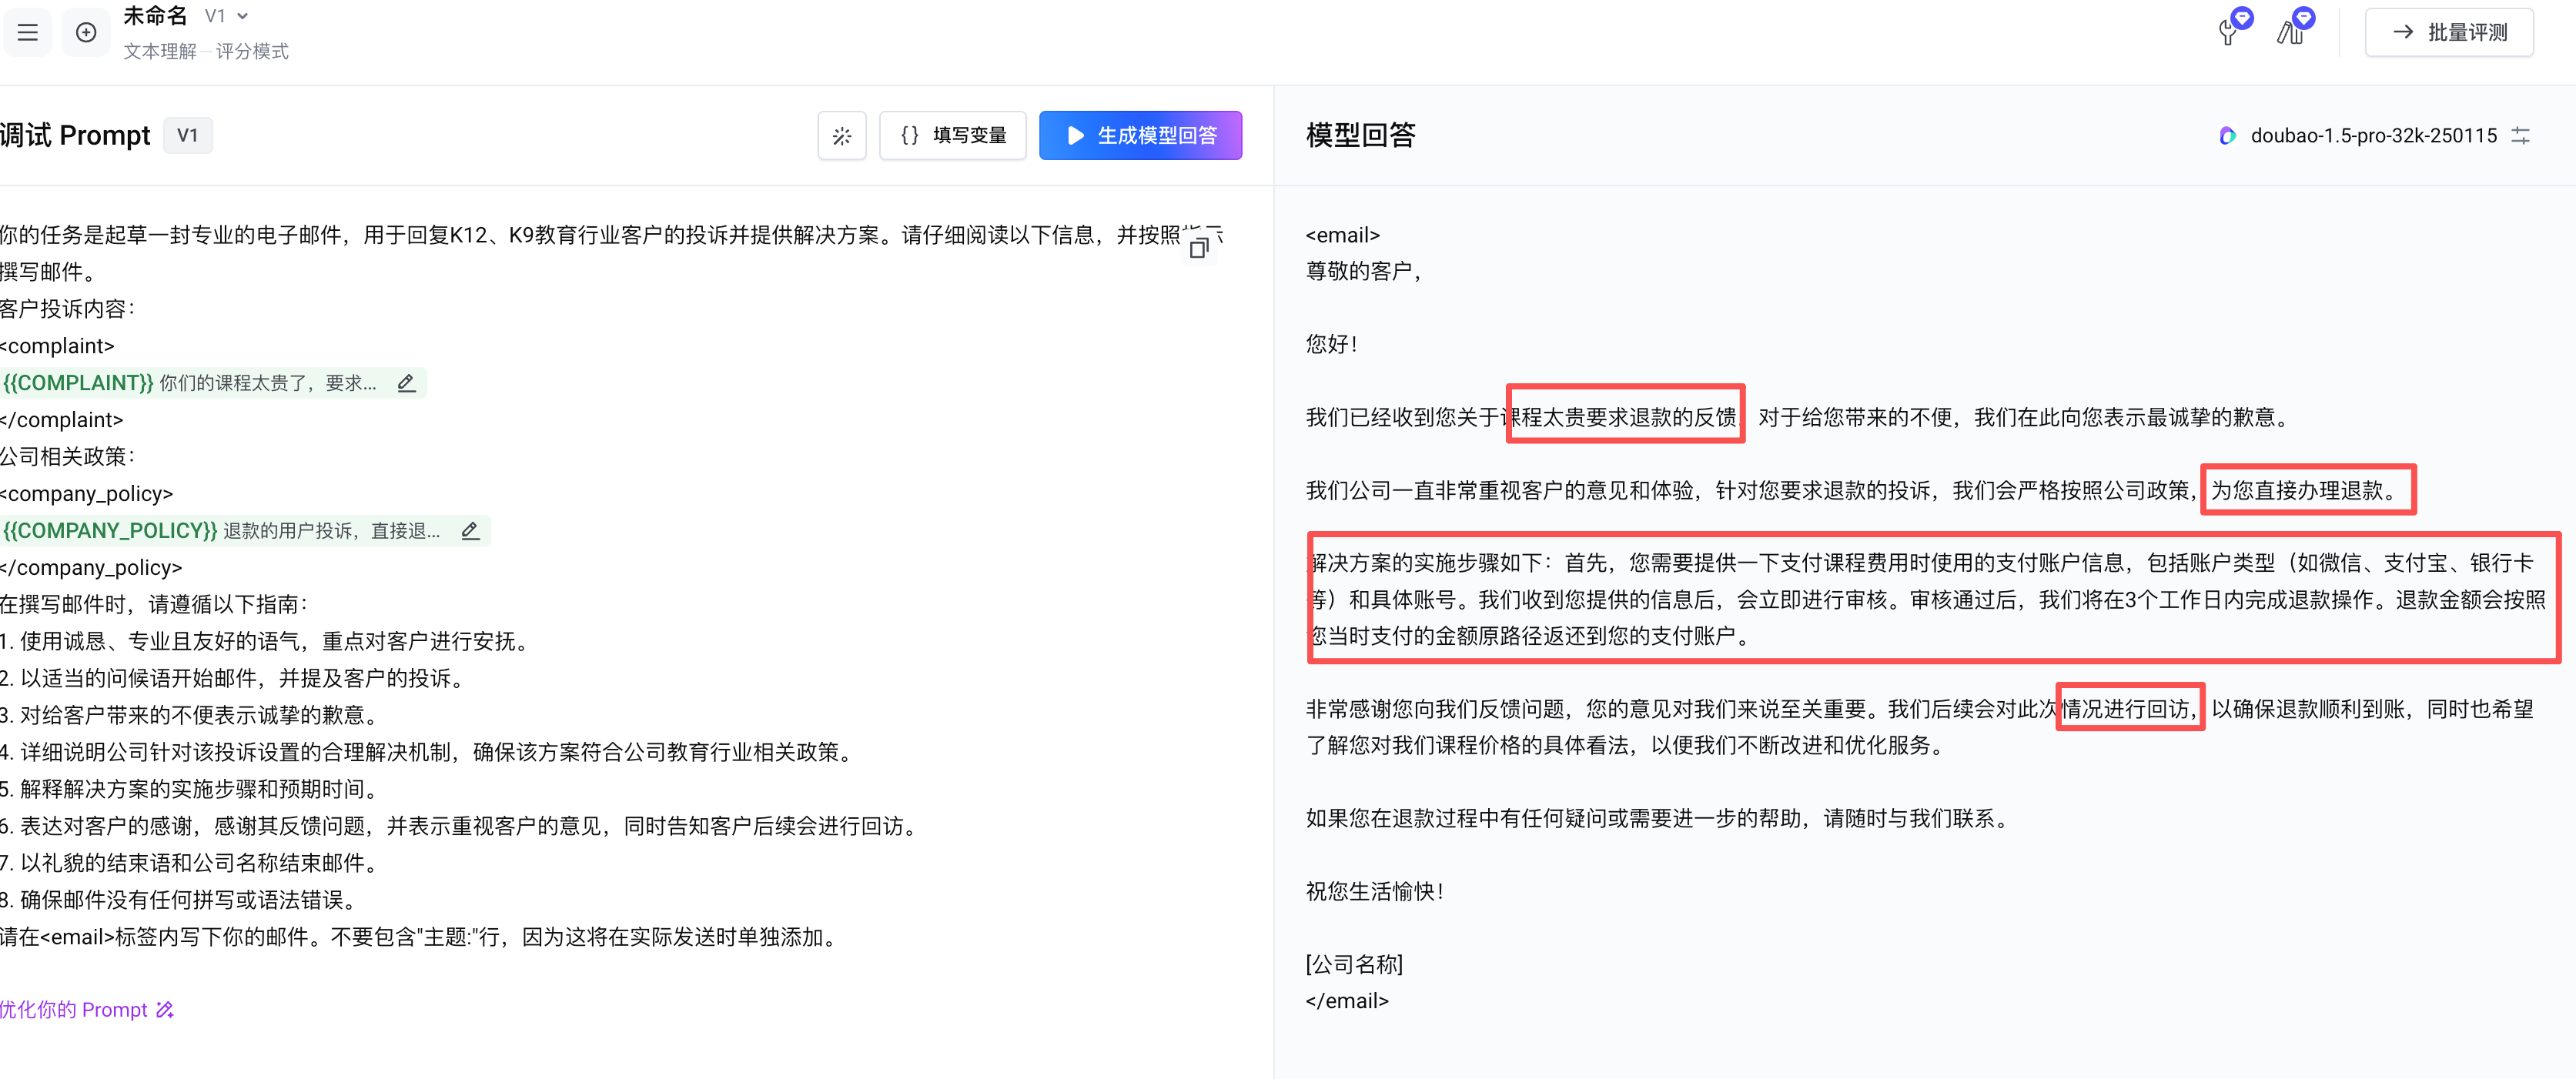 未命名 V1
文本理解 — 评分模式
批量评测
调试 Prompt V1
{} 填写变量
生成模型回答
你的任务是起草一封专业的电子邮件，用于回复K12、K9教育行业客户的投诉并提供解决方案。请仔细阅读以下信息，并按照指示
撰写邮件。
客户投诉内容：
<complaint>
{{COMPLAINT}} 你们的课程太贵了，要求...
</complaint>
公司相关政策：
<company_policy>
{{COMPANY_POLICY}} 退款的用户投诉，直接退...
</company_policy>
在撰写邮件时，请遵循以下指南：
1. 使用诚恳、专业且友好的语气，重点对客户进行安抚。
2. 以适当的问候语开始邮件，并提及客户的投诉。
3. 对给客户带来的不便表示诚挚的歉意。
4. 详细说明公司针对该投诉设置的合理解决机制，确保该方案符合公司教育行业相关政策。
5. 解释解决方案的实施步骤和预期时间。
6. 表达对客户的感谢，感谢其反馈问题，并表示重视客户的意见，同时告知客户后续会进行回访。
7. 以礼貌的结束语和公司名称结束邮件。
8. 确保邮件没有任何拼写或语法错误。
请在<email>标签内写下你的邮件。不要包含"主题:"行，因为这将在实际发送时单独添加。
优化你的 Prompt
模型回答
doubao-1.5-pro-32k-250115
<email>
尊敬的客户，
您好！
我们已经收到您关于课程太贵要求退款的反馈，对于给您带来的不便，我们在此向您表示最诚挚的歉意。
我们公司一直非常重视客户的意见和体验，针对您要求退款的投诉，我们会严格按照公司政策，为您直接办理退款。
解决方案的实施步骤如下：首先，您需要提供一下支付课程费用时使用的支付账户信息，包括账户类型（如微信、支付宝、银行卡
等）和具体账号。我们收到您提供的信息后，会立即进行审核。审核通过后，我们将在3个工作日内完成退款操作。退款金额会按照
您当时支付的金额原路径返还到您的支付账户。
非常感谢您向我们反馈问题，您的意见对我们来说至关重要。我们后续会对此次情况进行回访，以确保退款顺利到账，同时也希望
了解您对我们课程价格的具体看法，以便我们不断改进和优化服务。
如果您在退款过程中有任何疑问或需要进一步的帮助，请随时与我们联系。
祝您生活愉快！
[公司名称]
</email>